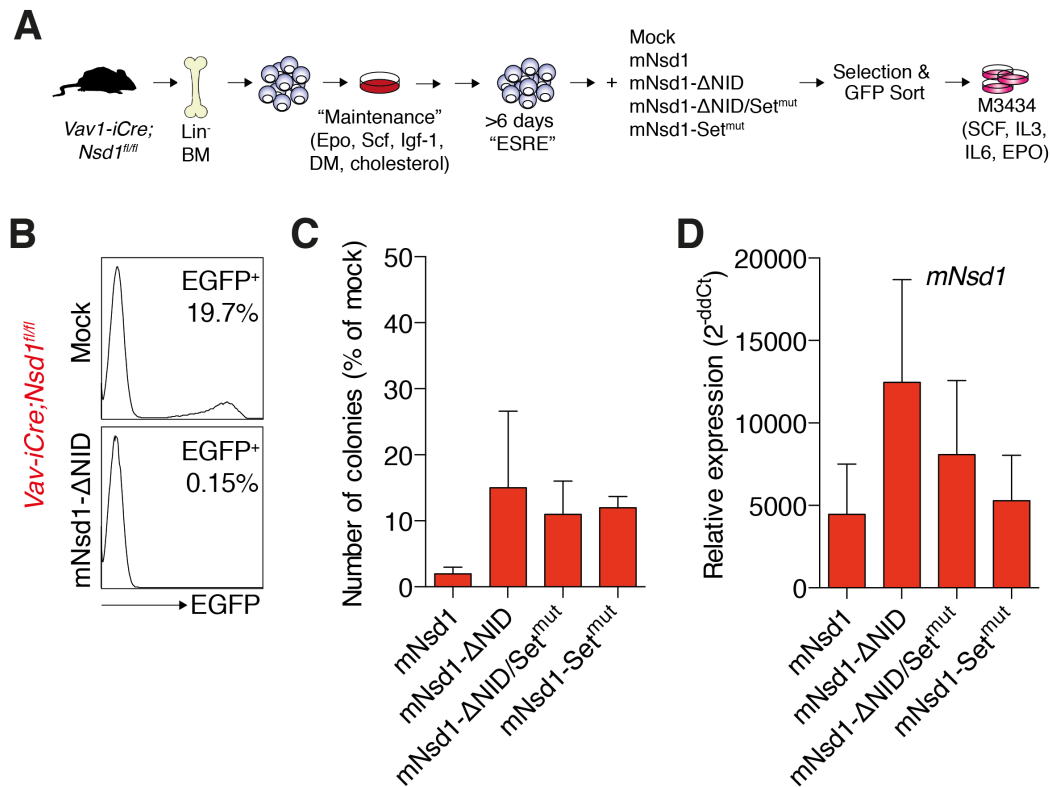 A
Vav1-iCre;
Nsd1fl/fl
Lin-
BM
“Maintenance”
(Epo, Scf, Igf-1,
DM, cholesterol)
>6 days
“ESRE”
+
Mock
mNsd1
mNsd1-ΔNID
mNsd1-ΔNID/Setmut
mNsd1-Setmut
Selection &
GFP Sort
M3434
(SCF, IL3,
IL6, EPO)
B
Vav-iCre;Nsd1fl/fl
Mock
EGFP+
19.7%
mNsd1-ΔNID
EGFP+
0.15%
EGFP
C
Number of colonies (% of mock)
50
40
30
20
10
0
mNsd1
mNsd1-ΔNID
mNsd1-ΔNID/Setmut
mNsd1-Setmut
D
Relative expression (2-ddCt)
mNsd1
20000
15000
10000
5000
0
mNsd1
mNsd1-ΔNID
mNsd1-ΔNID/Setmut
mNsd1-Setmut